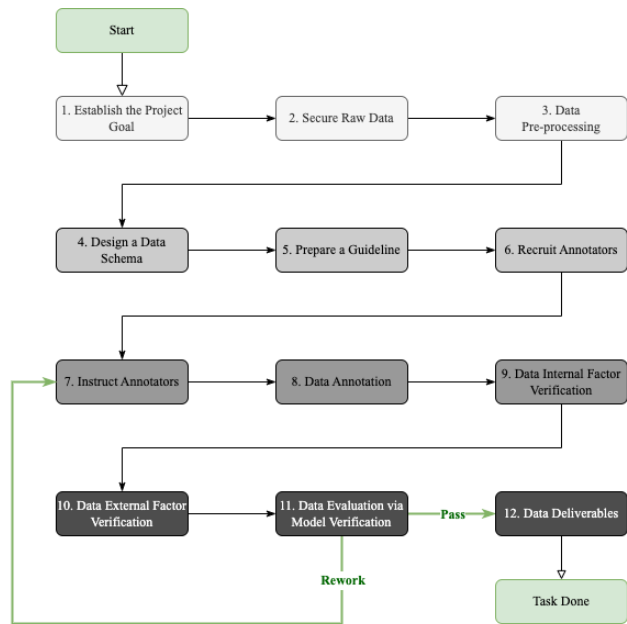 Start
1. Establish the Project
Goal
2. Secure Raw Data
3. Data
Pre-processing
4. Design a Data
Schema
5. Prepare a Guideline
6. Recruit Annotators
7. Instruct Annotators
8. Data Annotation
9. Data Internal Factor
Verification
10. Data External Factor
Verification
11. Data Evaluation via
Model Verification
Pass
12. Data Deliverables
Rework
Task Done